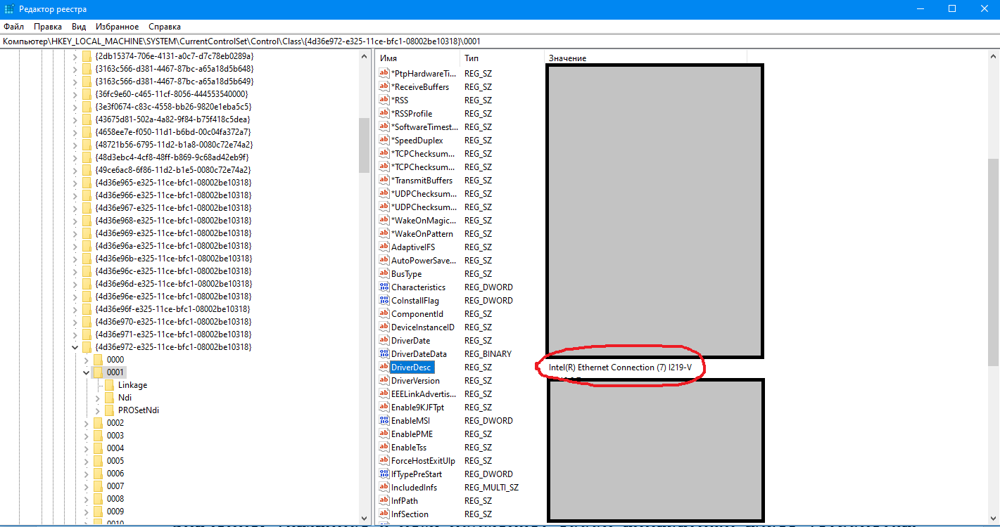 Редактор реестра
Файл Правка Вид Избранное Справка
Компьютер\HKEY_LOCAL_MACHINE\SYSTEM\CurrentControlSet\Control\Class\{4d36e972-e325-11ce-bfc1-08002be10318}\0001
{2db15374-706e-4131-a0c7-d7c78eb0289a}
{3163c566-d381-4467-87bc-a65a18d5b648}
{3163c566-d381-4467-87bc-a65a18d5b649}
{36fc9e60-c465-11cf-8056-444553540000}
{3e3f0674-c83c-4558-bb26-9820e1eba5c5}
{43675d81-502a-4a82-9f84-b75f418c5dea}
{4658ee7e-f050-11d1-b6bd-00c04fa372a7}
{48721b56-6795-11d2-b1a8-0080c72e74a2}
{48d3ebc4-4cf8-48ff-b869-9c68ad42eb9f}
{49ce6ac8-6f86-11d2-b1e5-0080c72e74a2}
{4d36e965-e325-11ce-bfc1-08002be10318}
{4d36e966-e325-11ce-bfc1-08002be10318}
{4d36e967-e325-11ce-bfc1-08002be10318}
{4d36e968-e325-11ce-bfc1-08002be10318}
{4d36e969-e325-11ce-bfc1-08002be10318}
{4d36e96a-e325-11ce-bfc1-08002be10318}
{4d36e96b-e325-11ce-bfc1-08002be10318}
{4d36e96c-e325-11ce-bfc1-08002be10318}
{4d36e96d-e325-11ce-bfc1-08002be10318}
{4d36e96e-e325-11ce-bfc1-08002be10318}
{4d36e96f-e325-11ce-bfc1-08002be10318}
{4d36e970-e325-11ce-bfc1-08002be10318}
{4d36e971-e325-11ce-bfc1-08002be10318}
{4d36e972-e325-11ce-bfc1-08002be10318}
0000
0001
Linkage
Ndi
PROSetNdi
0002
0003
0004
0005
0006
0007
0008
0009
0010
Имя Тип Значение
*PtpHardwareTi... REG_SZ
*ReceiveBuffers REG_SZ
*RSS REG_SZ
*RSSProfile REG_SZ
*SoftwareTimest... REG_SZ
*SpeedDuplex REG_SZ
*TCPChecksum... REG_SZ
*TCPChecksum... REG_SZ
*TransmitBuffers REG_SZ
*UDPChecksum... REG_SZ
*UDPChecksum... REG_SZ
*WakeOnMagic... REG_SZ
*WakeOnPattern REG_SZ
AdaptiveIFS REG_SZ
AutoPowerSave... REG_SZ
BusType REG_SZ
Characteristics REG_DWORD
CoInstallFlag REG_DWORD
ComponentId REG_SZ
DeviceInstanceID REG_SZ
DriverDate REG_SZ
DriverDateData REG_BINARY
DriverDesc REG_SZ Intel(R) Ethernet Connection (7) I219-V
DriverVersion REG_SZ
EEELinkAdvertis... REG_SZ
Enable9KJFTpt REG_SZ
EnableMSI REG_DWORD
EnablePME REG_SZ
EnableTss REG_SZ
ForceHostExitUlp REG_SZ
IfTypePreStart REG_DWORD
IncludedInfs REG_MULTI_SZ
InfPath REG_SZ
InfSection REG_SZ